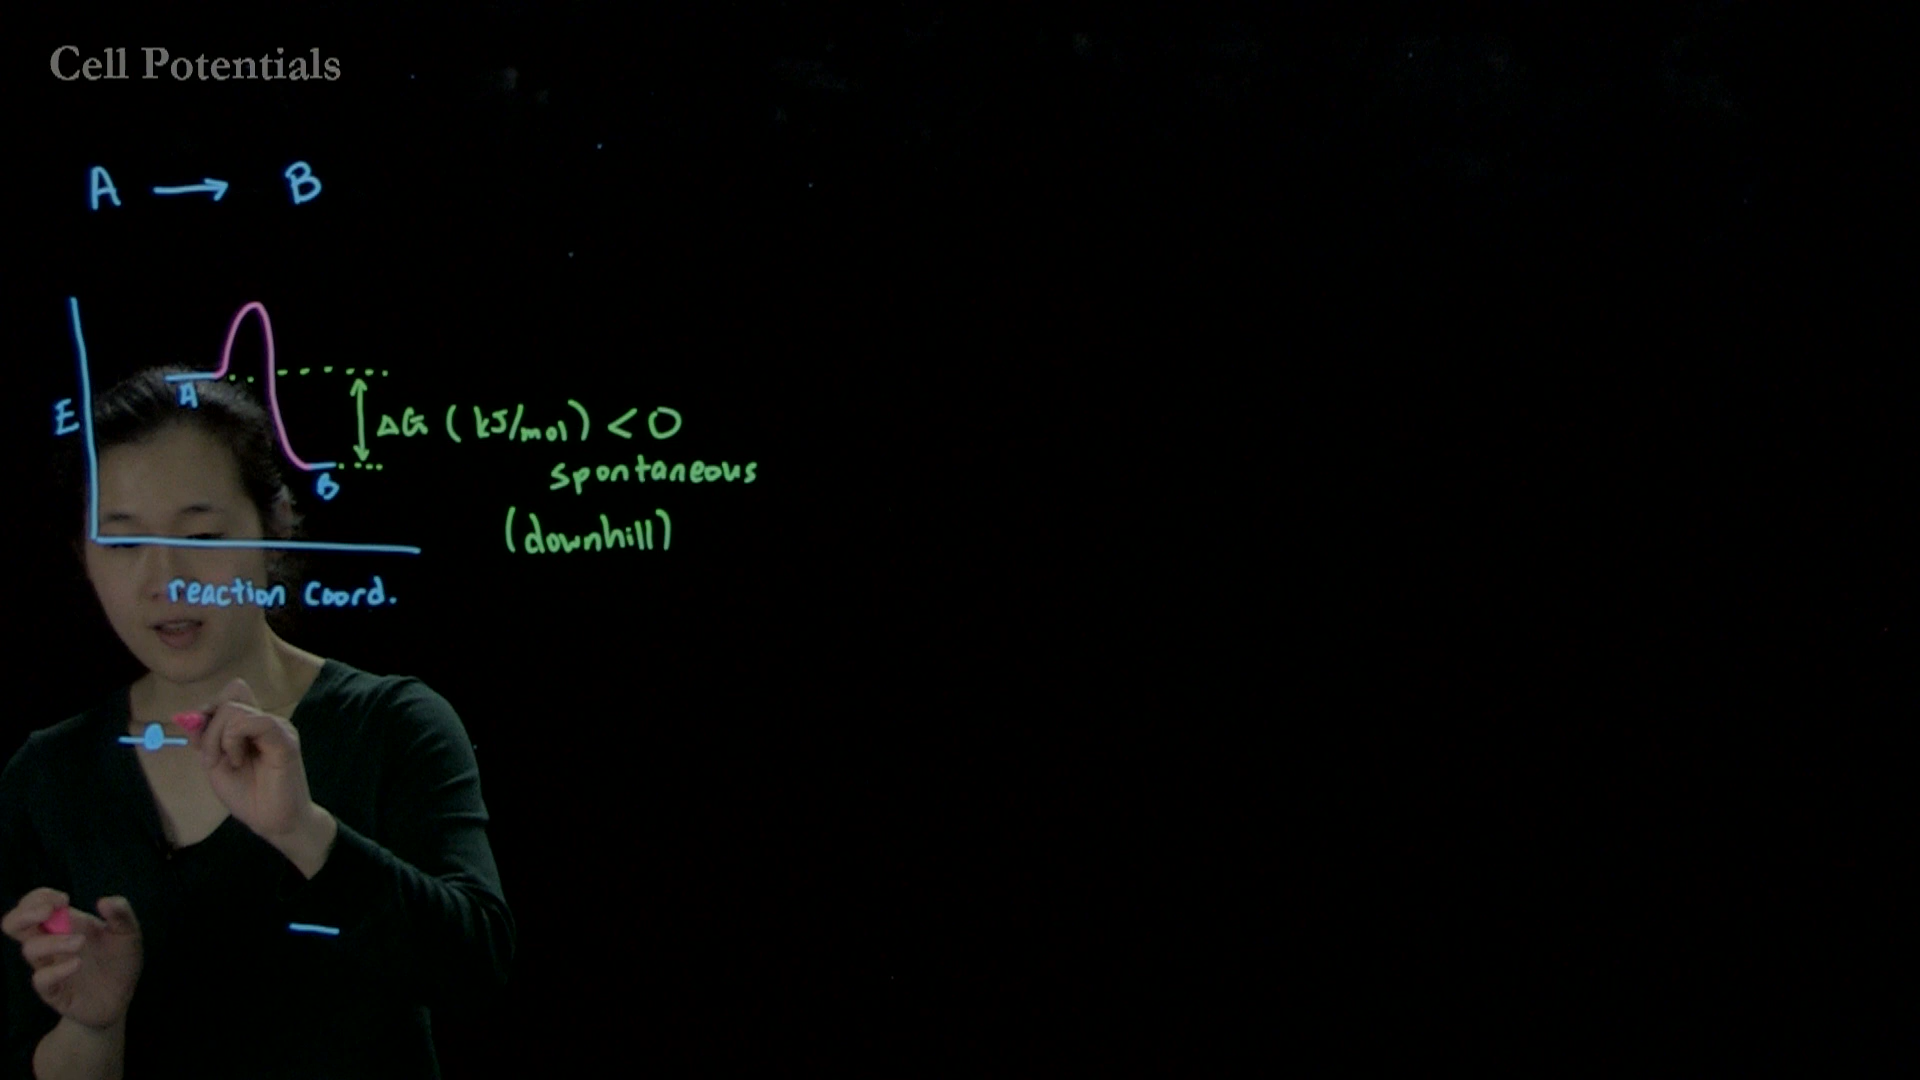 Cell Potentials
A → B
E
A
ΔG (kJ/mol) < 0
spontaneous
B
(downhill)
reaction coord.